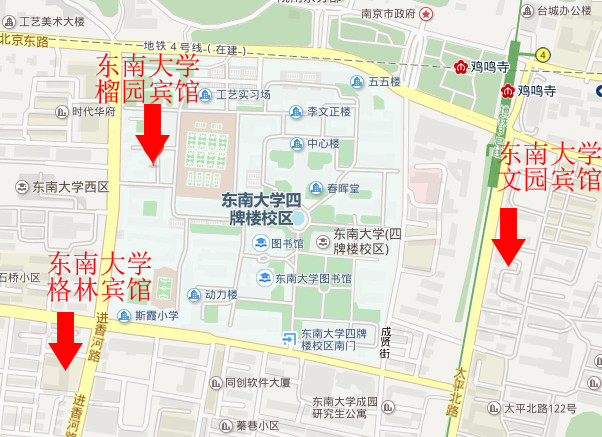 工艺美术大楼
南京市政府
台城办公楼
北京东路
地铁4号线(在建)
4
鸡鸣寺
鸡鸣寺
东南大学
榴园宾馆
五五楼
工艺实习场
李文正楼
时代华府
中心楼
东南大学
文园宾馆
东南大学西区
春晖堂
东南大学四
牌楼校区
东南大学(四
牌楼校区)
图书馆
东南大学
格林宾馆
石桥小区
东南大学图书馆
动力楼
进香河路
斯霞小学
东南大学四牌
楼校区南门
成贤街
太平北路
同创软件大厦
进香河路
东南大学成园
研究生公寓
太平北路122号
秦巷小区